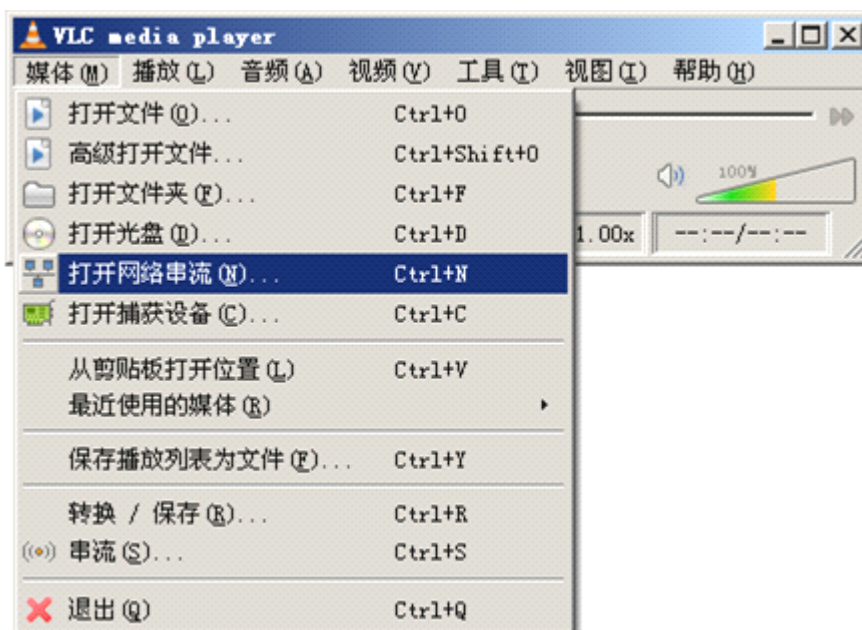 VLC media player
媒体(M) 播放(L) 音频(A) 视频(V) 工具(T) 视图(I) 帮助(H)
打开文件(O)... Ctrl+O
高级打开文件... Ctrl+Shift+O
打开文件夹(F)... Ctrl+F
100%
打开光盘(D)... Ctrl+D
1.00x --:--/--:--
打开网络串流(N)... Ctrl+N
打开捕获设备(C)... Ctrl+C
从剪贴板打开位置(L) Ctrl+V
最近使用的媒体(R)
保存播放列表为文件(F)... Ctrl+Y
转换 / 保存(R)... Ctrl+R
串流(S)... Ctrl+S
退出(Q) Ctrl+Q